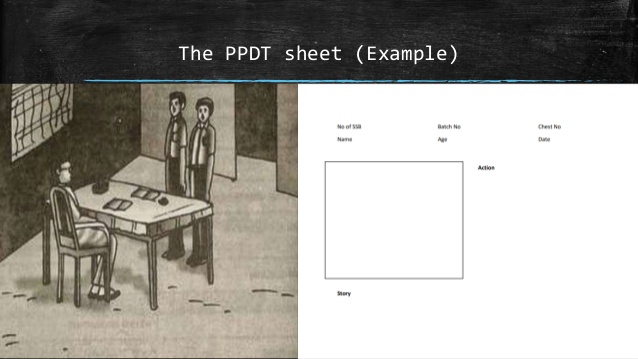 The PPDT sheet (Example)
No of SSB Batch No Chest No
Name Age Date
Action
Story